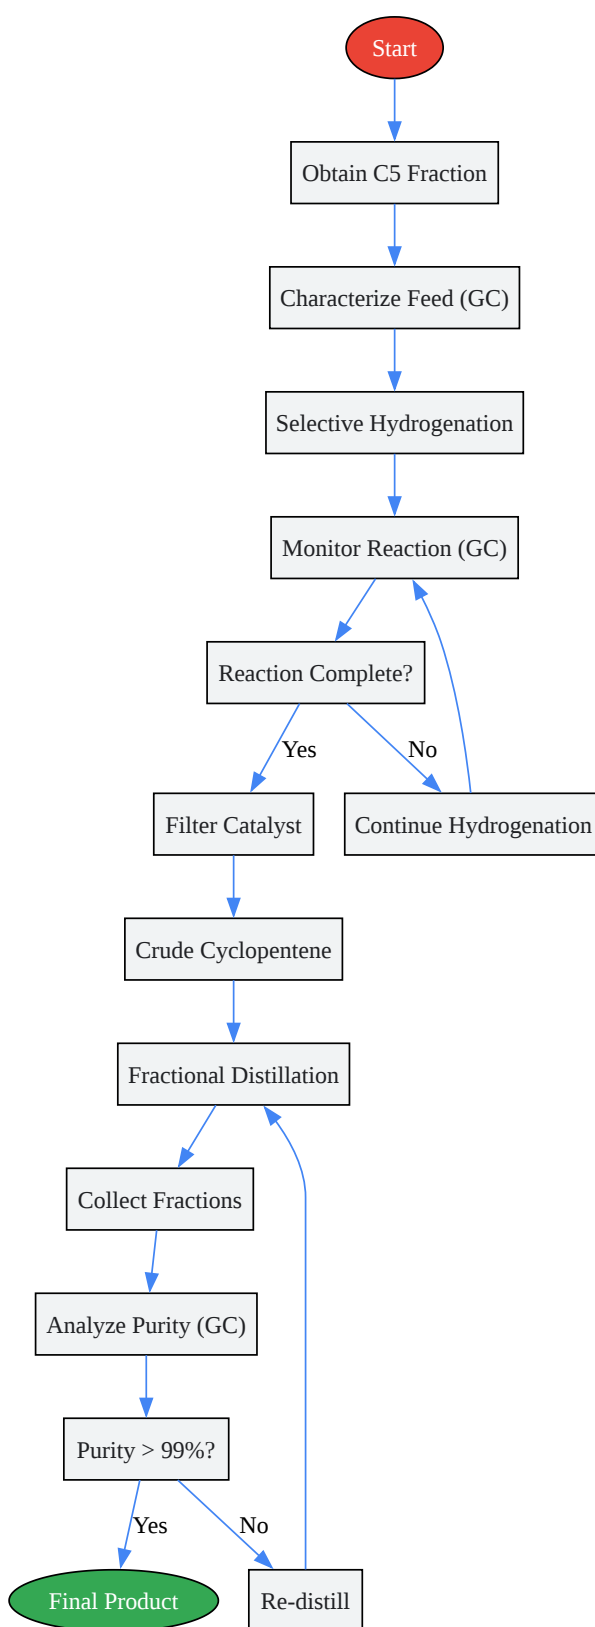 Start
Obtain C5 Fraction
Characterize Feed (GC)
Selective Hydrogenation
Monitor Reaction (GC)
Reaction Complete?
Yes
No
Filter Catalyst
Continue Hydrogenation
Crude Cyclopentene
Fractional Distillation
Collect Fractions
Analyze Purity (GC)
Purity > 99%?
Yes
No
Final Product
Re-distill